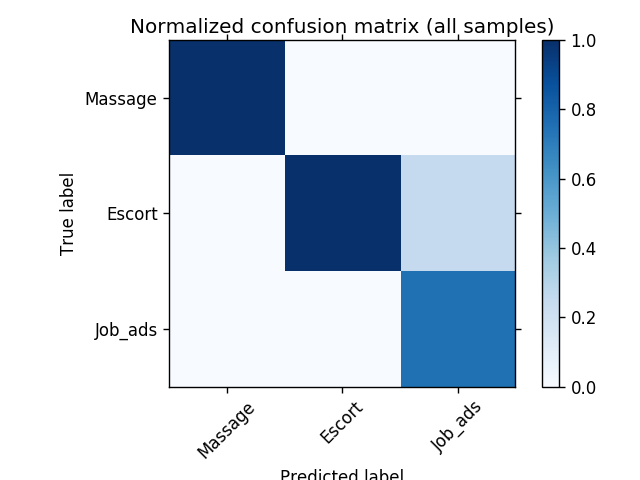 Normalized confusion matrix (all samples)
Massage
Escort
Job_ads
True label
Massage
Escort
Job_ads
Predicted label
1.0
0.8
0.6
0.4
0.2
0.0